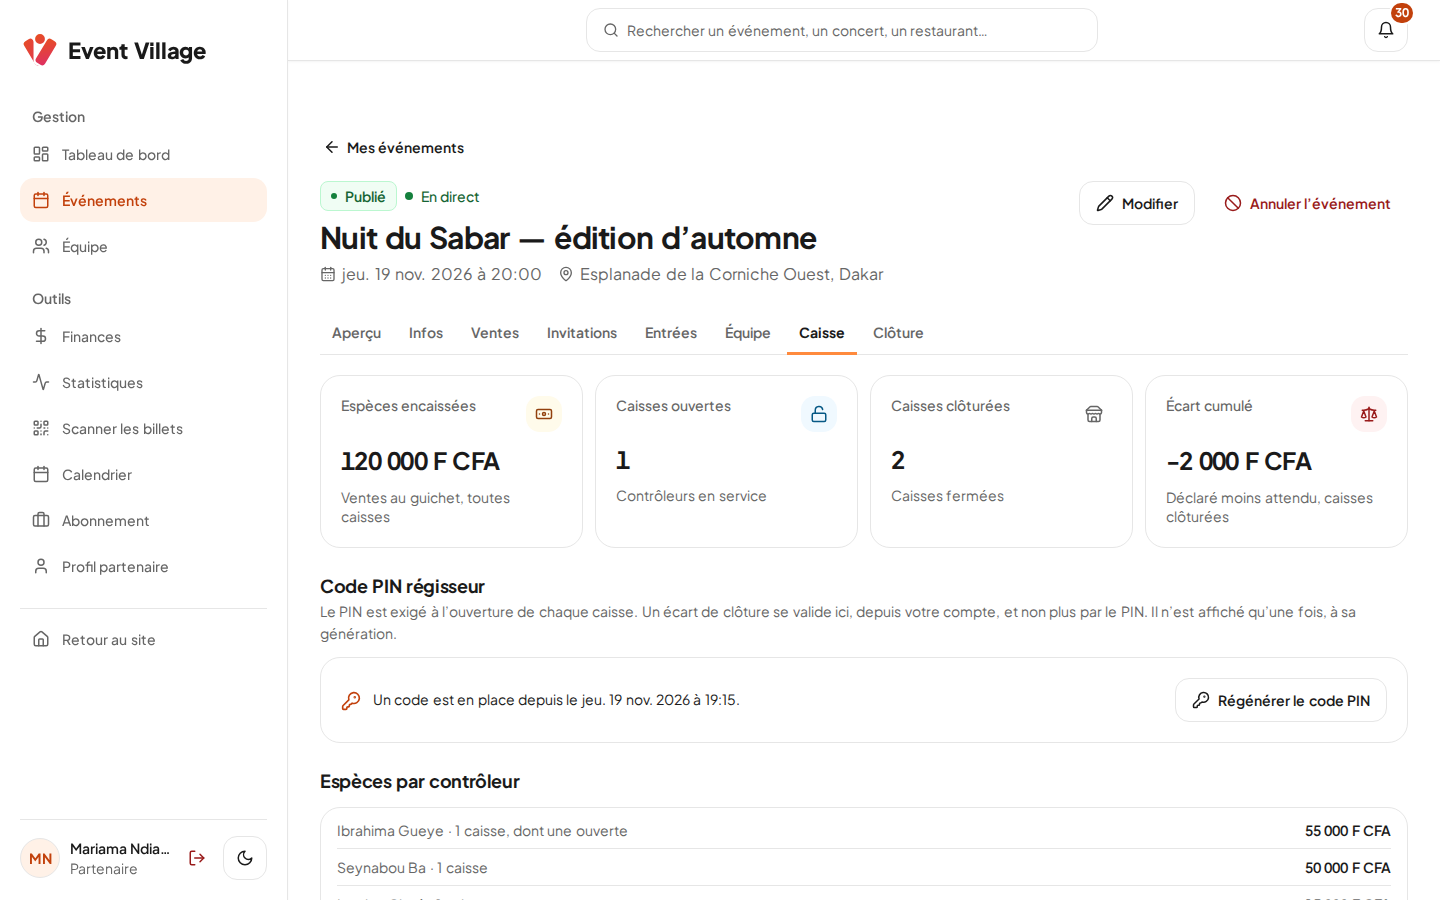 Event Village
Rechercher un événement, un concert, un restaurant…
30
Gestion
Tableau de bord
Événements
Équipe
Outils
Finances
Statistiques
Scanner les billets
Calendrier
Abonnement
Profil partenaire
Retour au site
MN
Mariama Ndia…
Partenaire
Mes événements
Publié
En direct
Modifier
Annuler l’événement
Nuit du Sabar — édition d’automne
jeu. 19 nov. 2026 à 20:00
Esplanade de la Corniche Ouest, Dakar
Aperçu
Infos
Ventes
Invitations
Entrées
Équipe
Caisse
Clôture
Espèces encaissées
120 000 F CFA
Ventes au guichet, toutes
caisses
Caisses ouvertes
1
Contrôleurs en service
Caisses clôturées
2
Caisses fermées
Écart cumulé
−2 000 F CFA
Déclaré moins attendu, caisses
clôturées
Code PIN régisseur
Le PIN est exigé à l’ouverture de chaque caisse. Un écart de clôture se valide ici, depuis votre compte, et non plus par le PIN. Il n’est affiché qu’une fois, à sa
génération.
Un code est en place depuis le jeu. 19 nov. 2026 à 19:15.
Régénérer le code PIN
Espèces par contrôleur
Ibrahima Gueye · 1 caisse, dont une ouverte
55 000 F CFA
Seynabou Ba · 1 caisse
50 000 F CFA